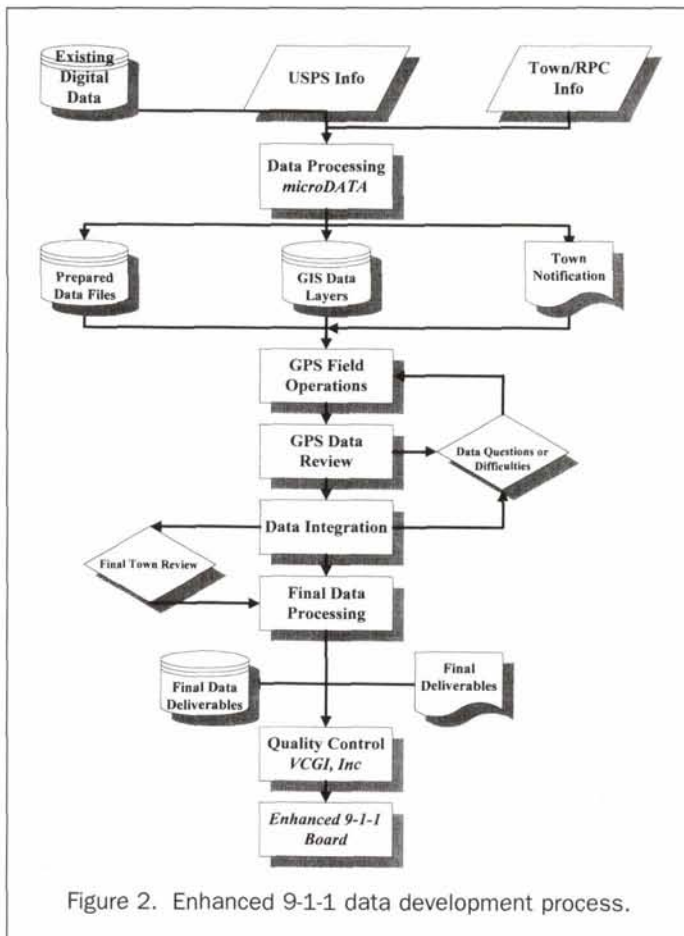 Existing
Digital
Data
USPS Info
Town/RPC
Info
Data Processing
microDATA
Prepared
Data Files
GIS Data
Layers
Town
Notification
GPS Field
Operations
GPS Data
Review
Data Questions or
Difficulties
Data Integration
Final Town Review
Final Data
Processing
Final Data
Deliverables
Final
Deliverables
Quality Control
VCGI, Inc
Enhanced 9-1-1
Board
Figure 2. Enhanced 9-1-1 data development process.